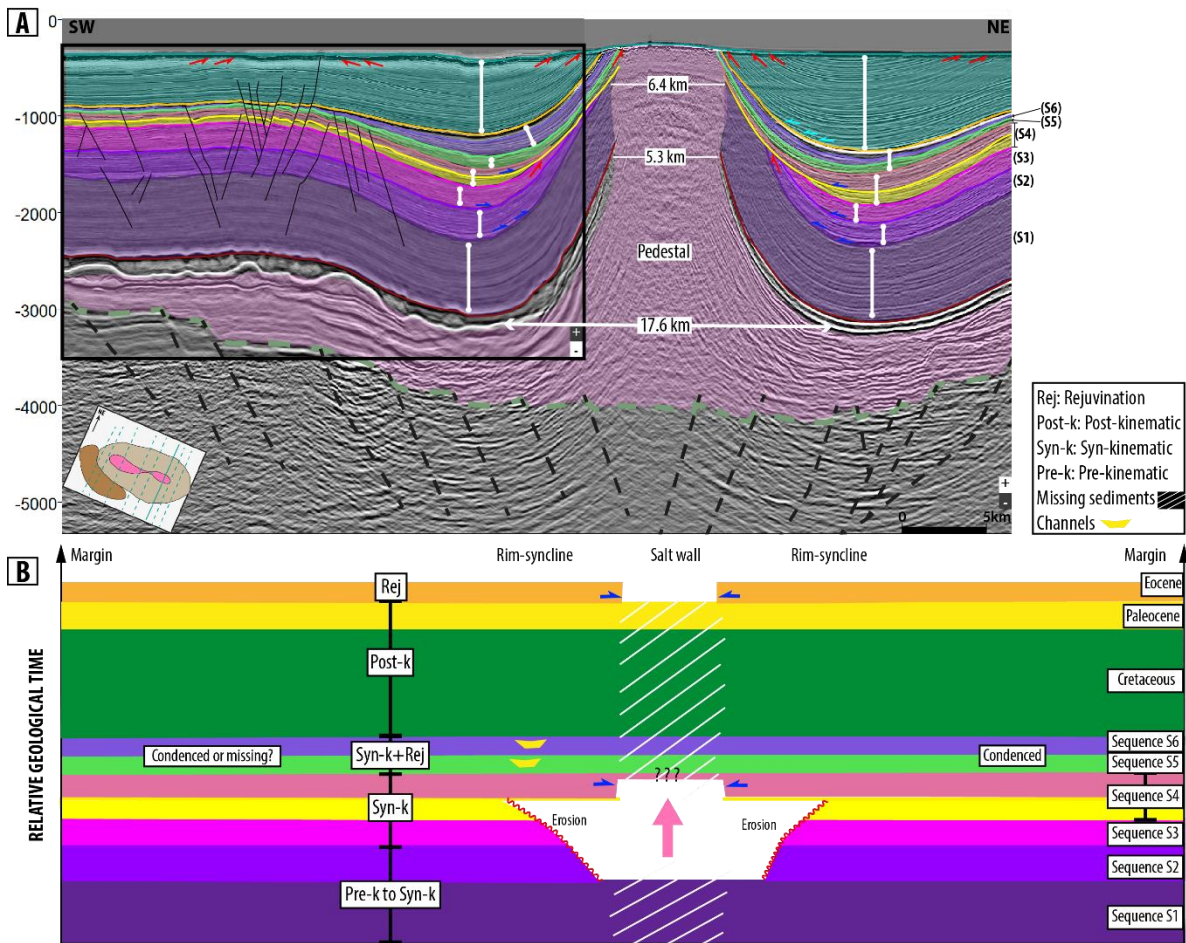 A
SW
NE
0
-1000
-2000
-3000
-4000
-5000
6.4 km
5.3 km
Pedestal
17.6 km
+
-
(S6)
(S5)
(S4)
(S3)
(S2)
(S1)
NE
+
-
0 5km
Rej: Rejuvination
Post-k: Post-kinematic
Syn-k: Syn-kinematic
Pre-k: Pre-kinematic
Missing sediments
Channels
B
Margin Rim-syncline Salt wall Rim-syncline Margin
RELATIVE GEOLOGICAL TIME
Rej
Eocene
Paleocene
Post-k
Cretaceous
Condenced or missing?
Syn-k+Rej
Condenced
Sequence S6
Sequence S5
???
Syn-k
Sequence S4
Erosion
Erosion
Sequence S3
Sequence S2
Pre-k to Syn-k
Sequence S1